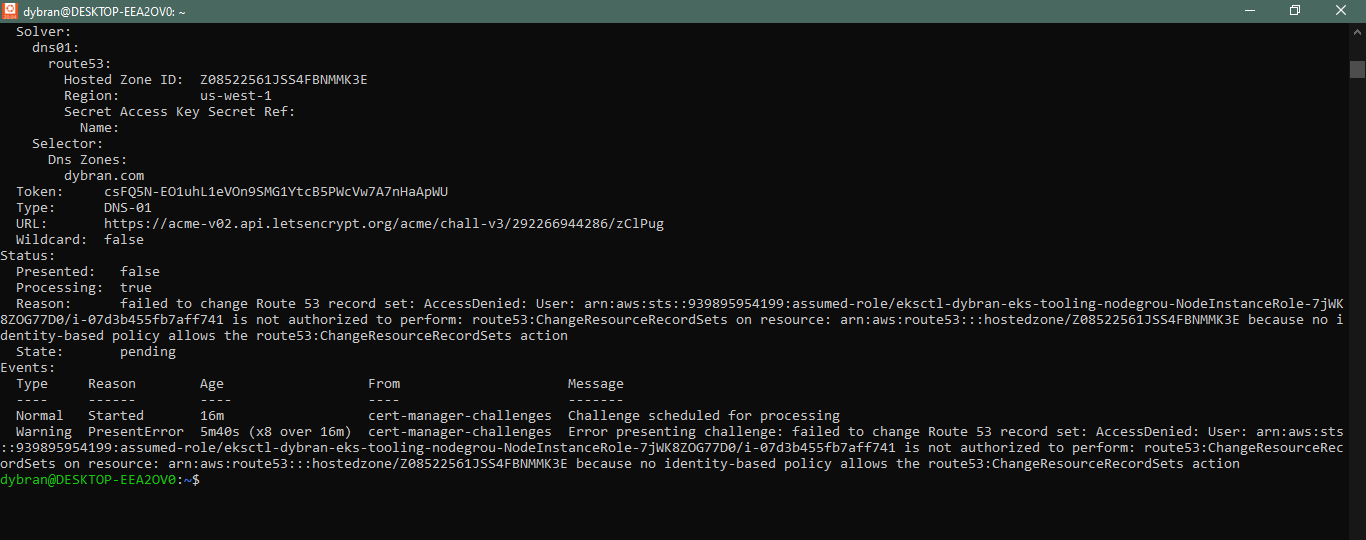 dybran@DESKTOP-EEA2OV0: ~
Solver:
dns01:
route53:
Hosted Zone ID:  Z08522561JSS4FBNMMK3E
Region:          us-west-1
Secret Access Key Secret Ref:
Name:
Selector:
Dns Zones:
dybran.com
Token:     csFQ5N-EO1uhL1eVOn9SMG1YtcB5PWcVw7A7nHaApWU
Type:      DNS-01
URL:       https://acme-v02.api.letsencrypt.org/acme/chall-v3/292266944286/zClPug
Wildcard:  false
Status:
Presented:   false
Processing:  true
Reason:      failed to change Route 53 record set: AccessDenied: User: arn:aws:sts::939895954199:assumed-role/eksctl-dybran-eks-tooling-nodegrou-NodeInstanceRole-7jWK
8ZOG77D0/i-07d3b455fb7aff741 is not authorized to perform: route53:ChangeResourceRecordSets on resource: arn:aws:route53:::hostedzone/Z08522561JSS4FBNMMK3E because no i
dentity-based policy allows the route53:ChangeResourceRecordSets action
State:       pending
Events:
Type     Reason        Age                  From                     Message
----     ------        ----                 ----                     -------
Normal   Started       16m                  cert-manager-challenges  Challenge scheduled for processing
Warning  PresentError  5m40s (x8 over 16m)  cert-manager-challenges  Error presenting challenge: failed to change Route 53 record set: AccessDenied: User: arn:aws:sts
::939895954199:assumed-role/eksctl-dybran-eks-tooling-nodegrou-NodeInstanceRole-7jWK8ZOG77D0/i-07d3b455fb7aff741 is not authorized to perform: route53:ChangeResourceRec
ordSets on resource: arn:aws:route53:::hostedzone/Z08522561JSS4FBNMMK3E because no identity-based policy allows the route53:ChangeResourceRecordSets action
dybran@DESKTOP-EEA2OV0:~$